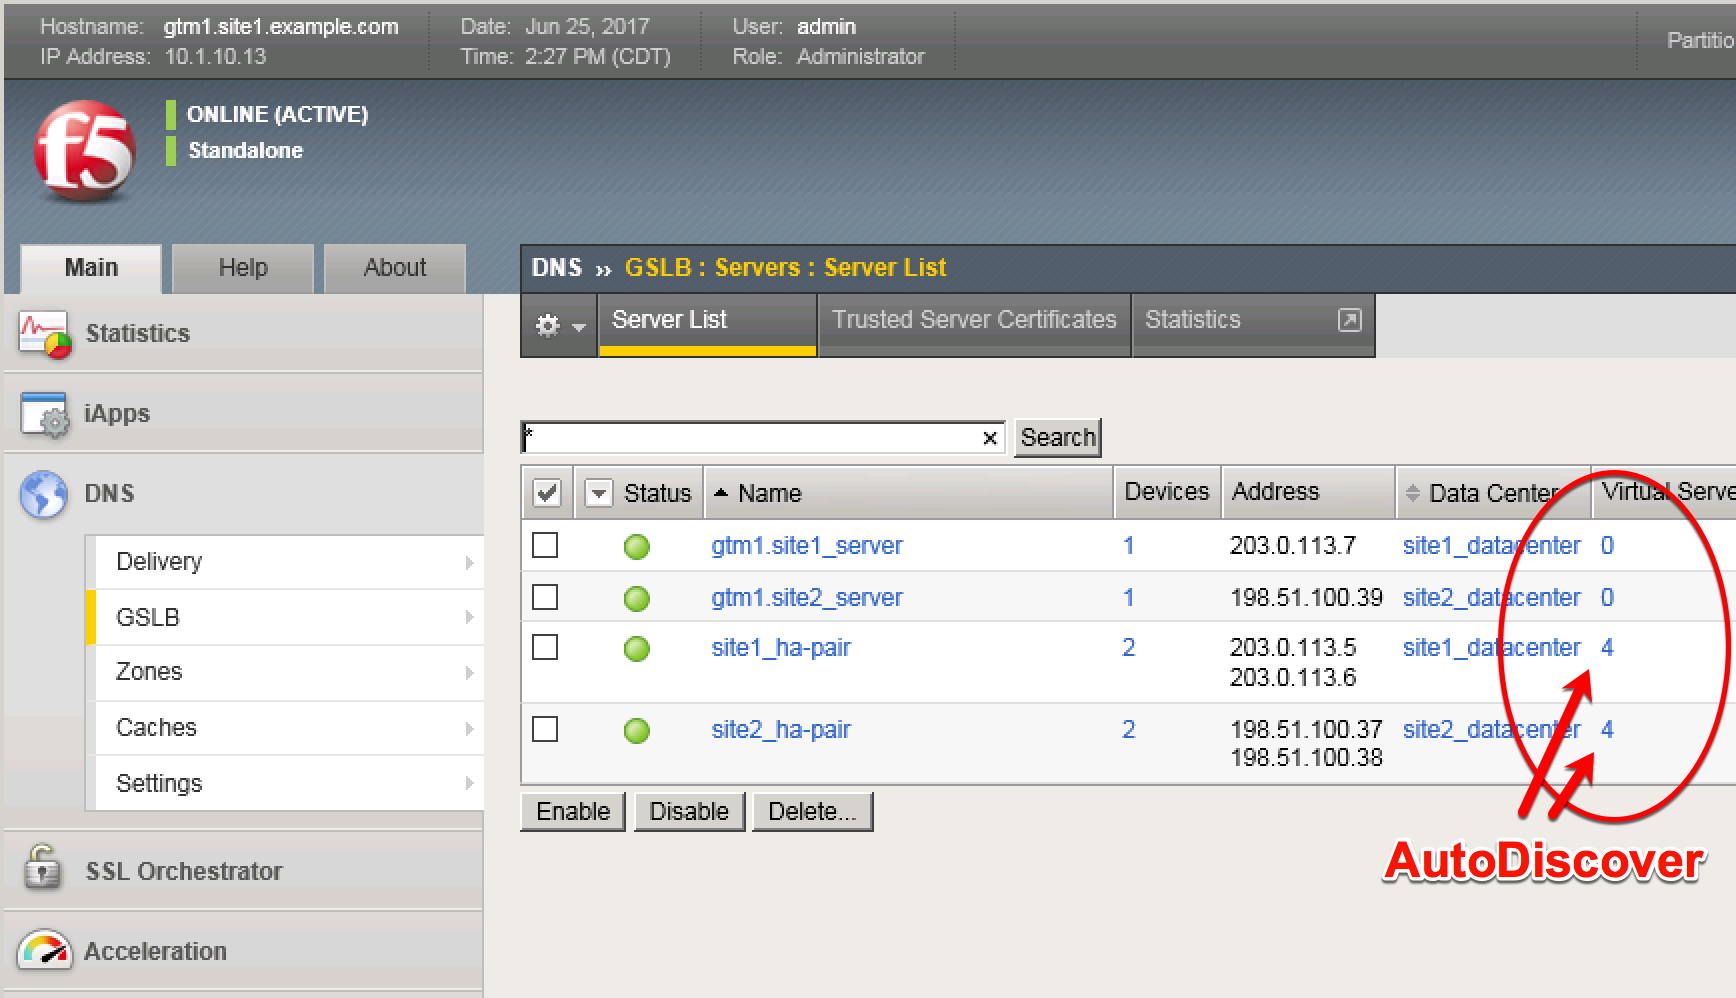 Hostname: gtm1.site1.example.com Date: Jun 25, 2017 User: admin
IP Address: 10.1.10.13 Time: 2:27 PM (CDT) Role: Administrator
Partitio
f5
ONLINE (ACTIVE)
Standalone
Main Help About
DNS » GSLB : Servers : Server List
Server List Trusted Server Certificates Statistics
Statistics
iApps
DNS
Delivery
GSLB
Zones
Caches
Settings
SSL Orchestrator
Acceleration
* × Search
Status Name Devices Address Data Center Virtual Serve
gtm1.site1_server 1 203.0.113.7 site1_datacenter 0
gtm1.site2_server 1 198.51.100.39 site2_datacenter 0
site1_ha-pair 2 203.0.113.5 site1_datacenter 4
203.0.113.6
site2_ha-pair 2 198.51.100.37 site2_datacenter 4
198.51.100.38
Enable Disable Delete...
AutoDiscover